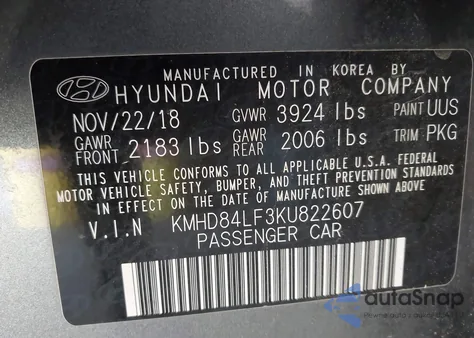 MANUFACTURED IN KOREA BY
HYUNDAI MOTOR COMPANY
NOV/22/18 GVWR 3924 lbs PAINT UUS
GAWR FRONT 2183 lbs GAWR REAR 2006 lbs TRIM PKG
THIS VEHICLE CONFORMS TO ALL APPLICABLE U.S.A. FEDERAL
MOTOR VEHICLE SAFETY, BUMPER, AND THEFT PREVENTION STANDARDS
IN EFFECT ON THE DATE OF MANUFACTURE SHOWN ABOVE.
V.I.N KMHD84LF3KU822607
PASSENGER CAR
autaSnap